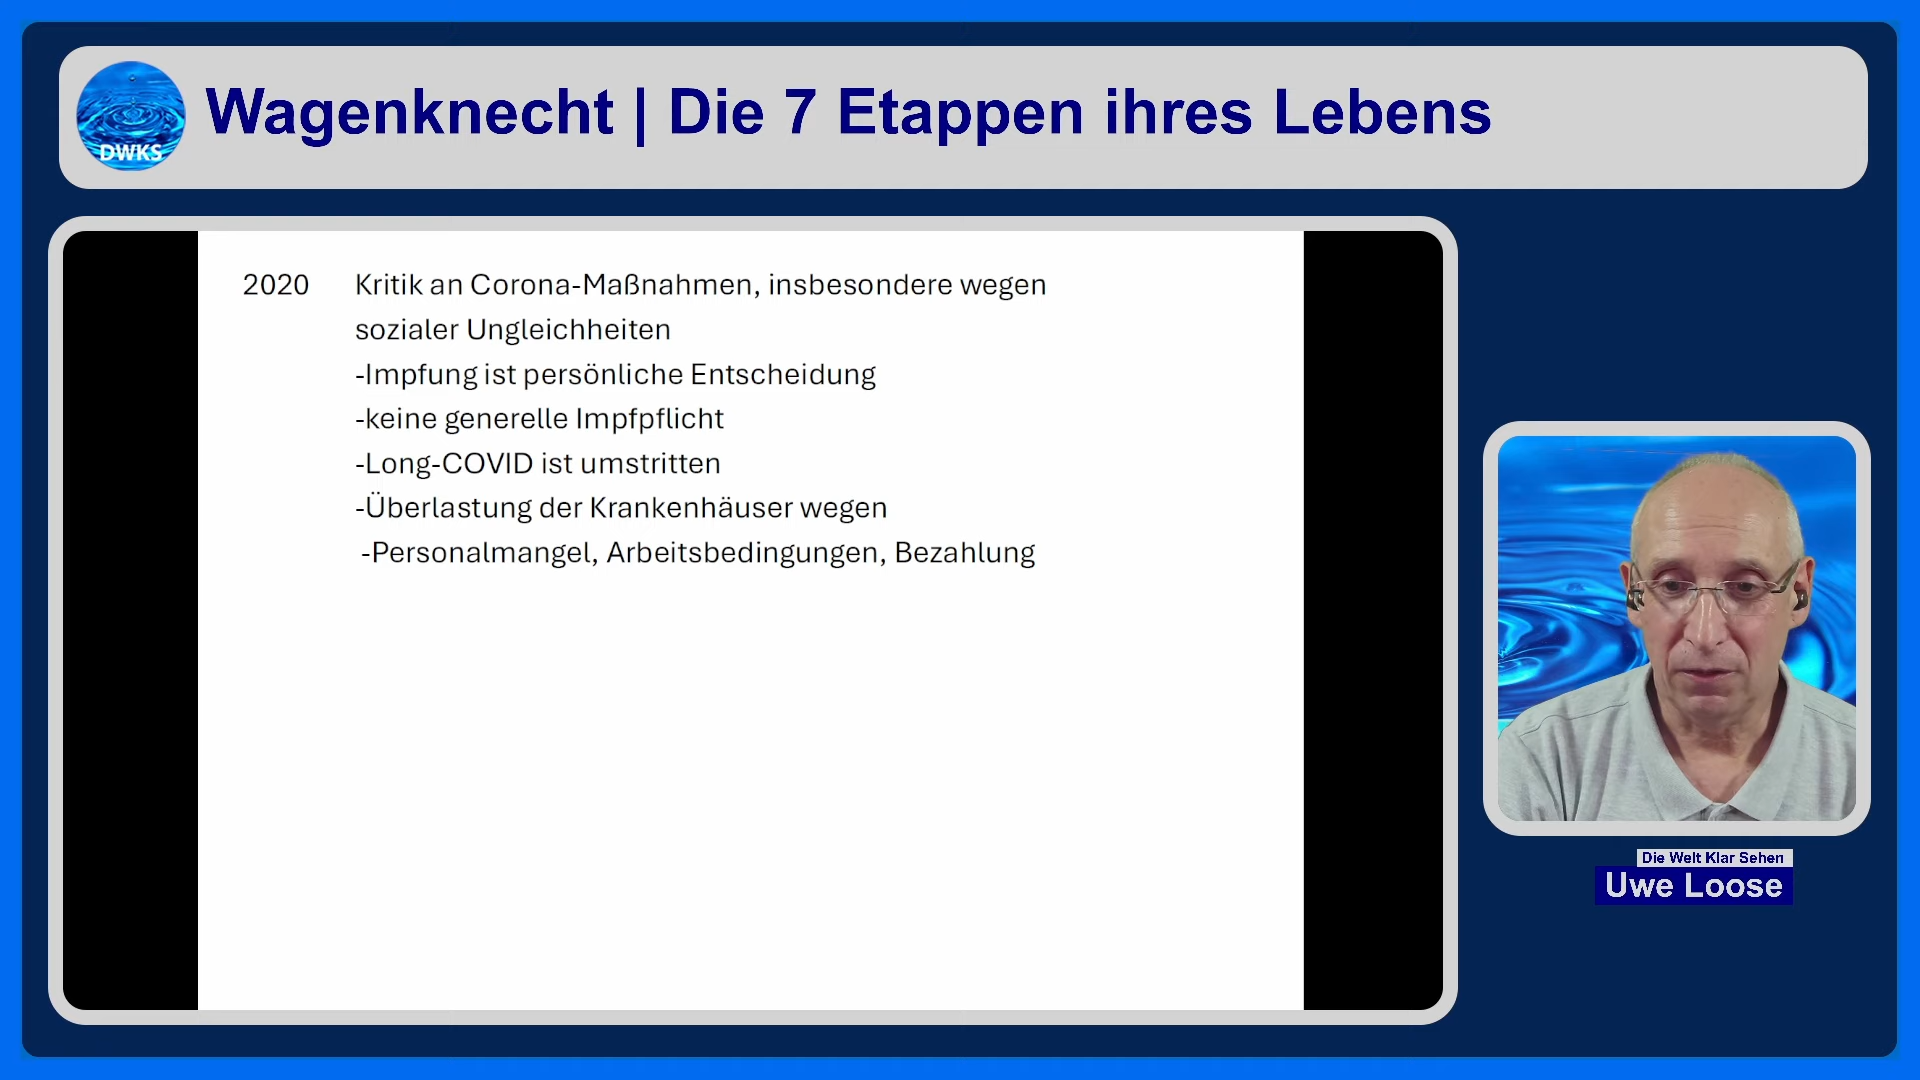 DWKS
Wagenknecht | Die 7 Etappen ihres Lebens
2020 Kritik an Corona-Maßnahmen, insbesondere wegen
sozialer Ungleichheiten
-Impfung ist persönliche Entscheidung
-keine generelle Impfpflicht
-Long-COVID ist umstritten
-Überlastung der Krankenhäuser wegen
-Personalmangel, Arbeitsbedingungen, Bezahlung
Die Welt Klar Sehen
Uwe Loose